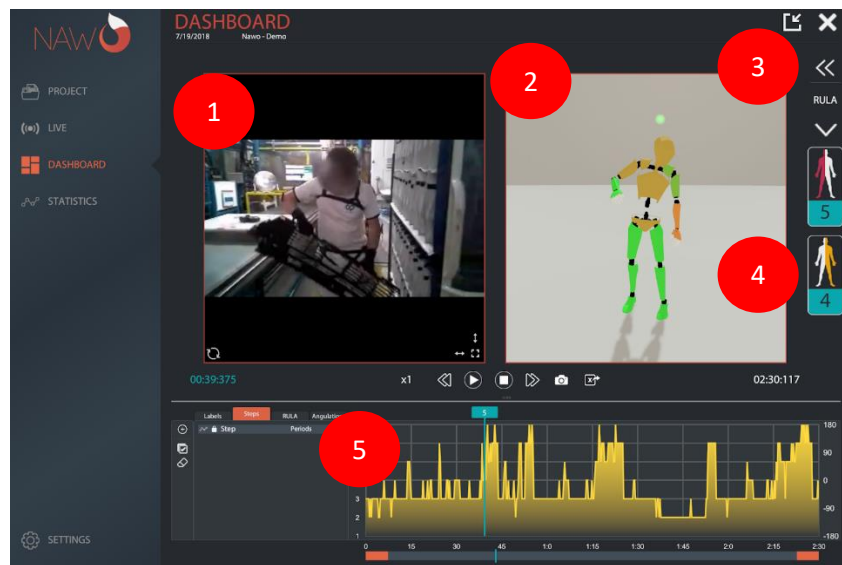 NAWO
DASHBOARD
7/19/2018 Nawo - Demo
PROJECT
LIVE
DASHBOARD
STATISTICS
SETTINGS
1
2
3
RULA
5
4
4
00:39:375 x1 02:30:117
Labels Steps RULA
Step Periods
5
5
3
2
1
180
90
0
-90
-180
0 15 30 45 1:0 1:15 1:30 1:45 2:0 2:15 2:30